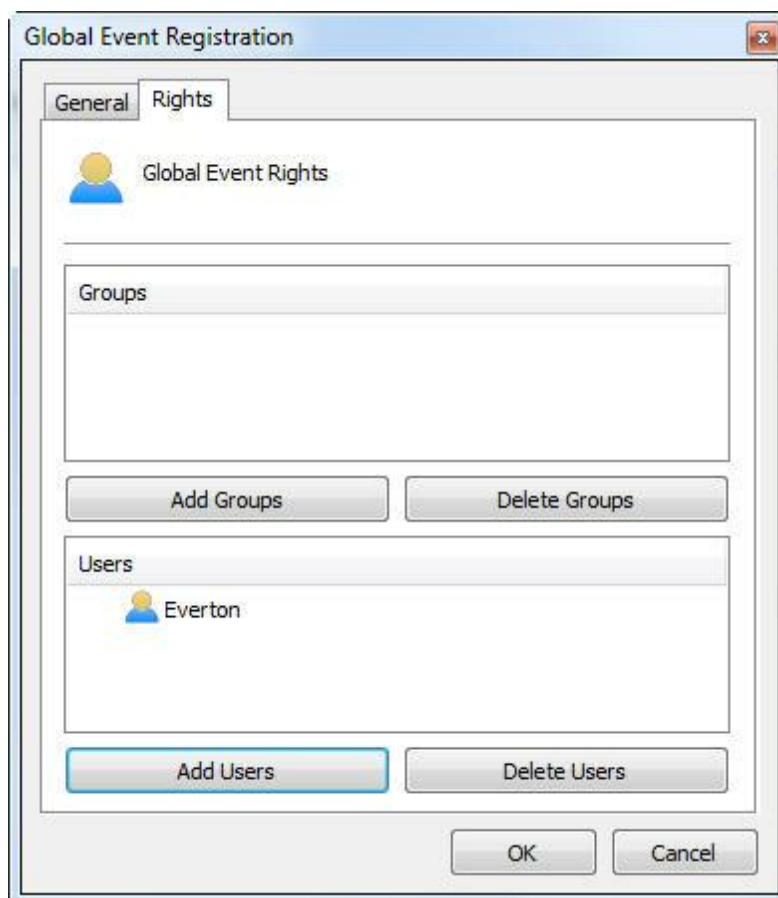 Global Event Registration
General Rights
Global Event Rights
Groups
Add Groups Delete Groups
Users
Everton
Add Users Delete Users
OK Cancel